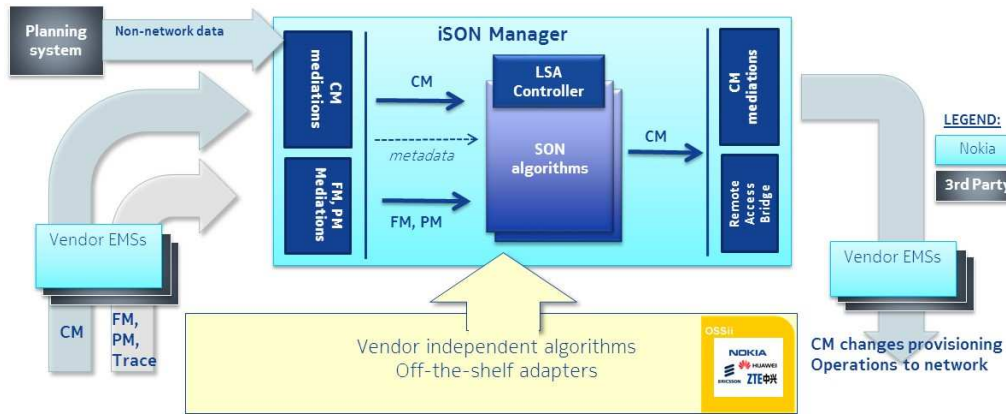 Planning
system
Non-network data
iSON Manager
CM
mediations
FM, PM
Mediations
CM
metadata
FM, PM
LSA
Controller
SON
algorithms
CM
CM
mediations
Remote
Access
Bridge
LEGEND:
Nokia
3rd Party
Vendor EMSs
CM
FM,
PM,
Trace
Vendor EMSs
CM changes provisioning
Operations to network
Vendor independent algorithms
Off-the-shelf adapters
OSSii
NOKIA
HUAWEI
ERICSSON
ZTE中兴